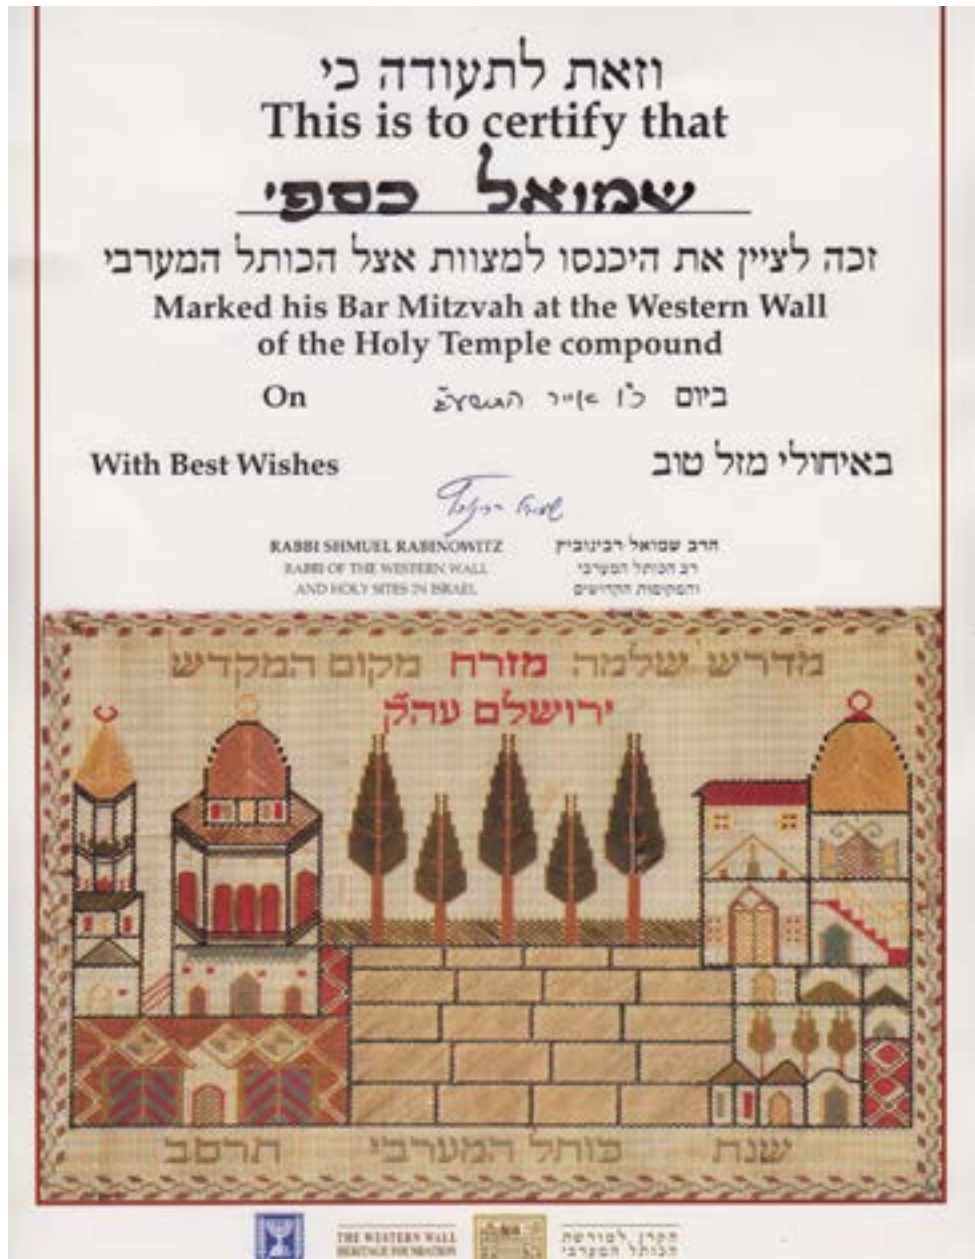 וזאת לתעודה כי
This is to certify that
שמואל כספי
זכה לציין את היכנסו למצוות אצל הכותל המערבי
Marked his Bar Mitzvah at the Western Wall
of the Holy Temple compound
On ביום כ"ו אייר
With Best Wishes באיחולי מזל טוב
RABBI SHMUEL RABINOWITZ הרב שמואל רבינוביץ
RABBI OF THE WESTERN WALL רב הכותל המערבי
AND HOLY SITES IN ISRAEL והמקומות הקדושים
מדרש שלמה מזרח מקום המקדש
ירושלם עה"ק
שנת כותל המערבי תרסב
THE WESTERN WALL הקרן למורשת
HERITAGE FOUNDATION הכותל המערבי